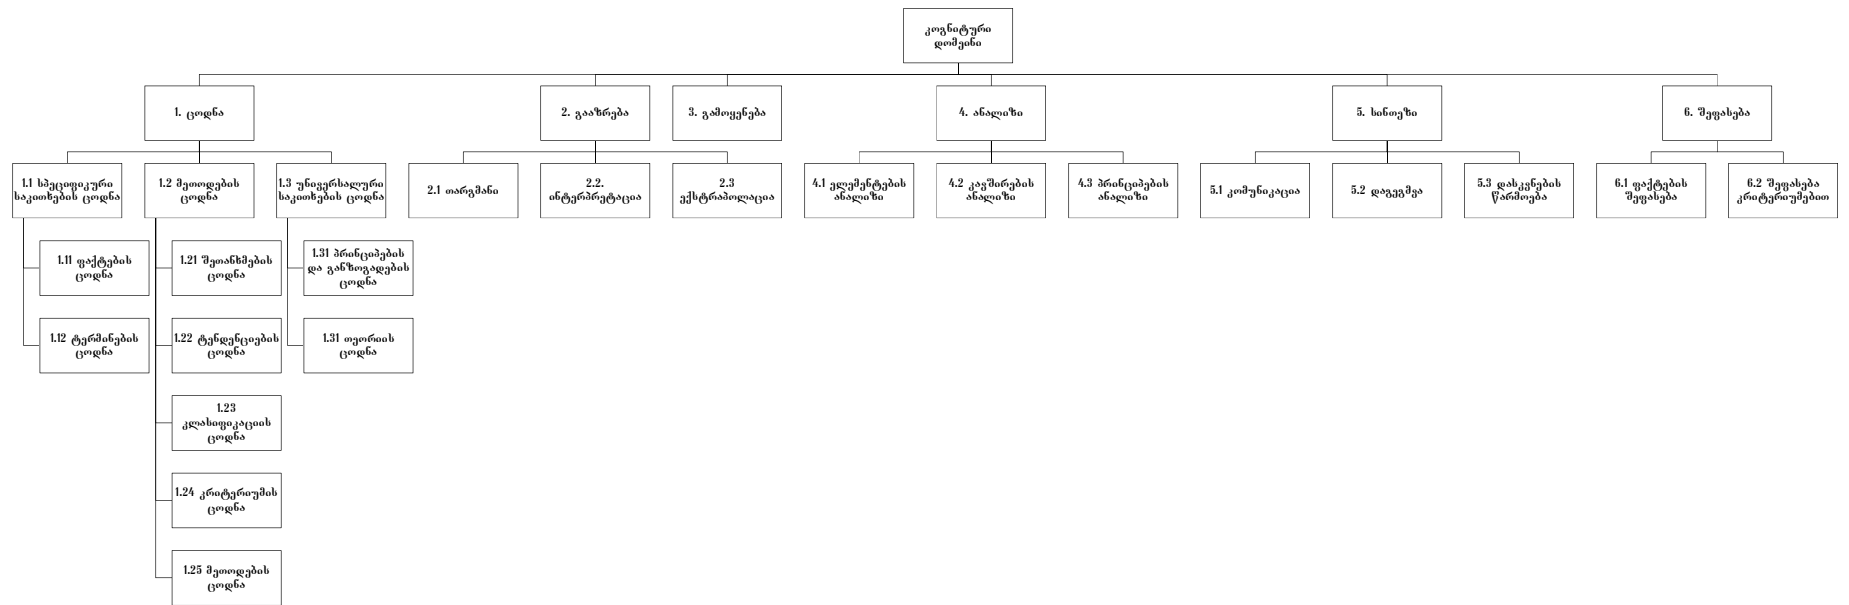 კოგნიტური
დომეინი
1. ცოდნა
2. გააზრება
3. გამოყენება
4. ანალიზი
5. სინთეზი
6. შეფასება
1.1 სპეციფიკური
საკითხების ცოდნა
1.2 მეთოდების
ცოდნა
1.3 უნივერსალური
საკითხების ცოდნა
2.1 თარგმანი
2.2.
ინტერპრეტაცია
2.3
ექსტრაპოლაცია
4.1 ელემენტების
ანალიზი
4.2 კავშირების
ანალიზი
4.3 პრინციპების
ანალიზი
5.1 კომუნიკაცია
5.2 დაგეგმვა
5.3 დასკვნების
წარმოება
6.1 ფაქტების
შეფასება
6.2 შეფასება
კრიტერიუმებით
1.11 ფაქტების
ცოდნა
1.21 შეთანხმების
ცოდნა
1.31 პრინციპების
და განზოგადების
ცოდნა
1.12 ტერმინების
ცოდნა
1.22 ტენდენციების
ცოდნა
1.31 თეორიის
ცოდნა
1.23
კლასიფიკაციის
ცოდნა
1.24 კრიტერიუმის
ცოდნა
1.25 მეთოდების
ცოდნა